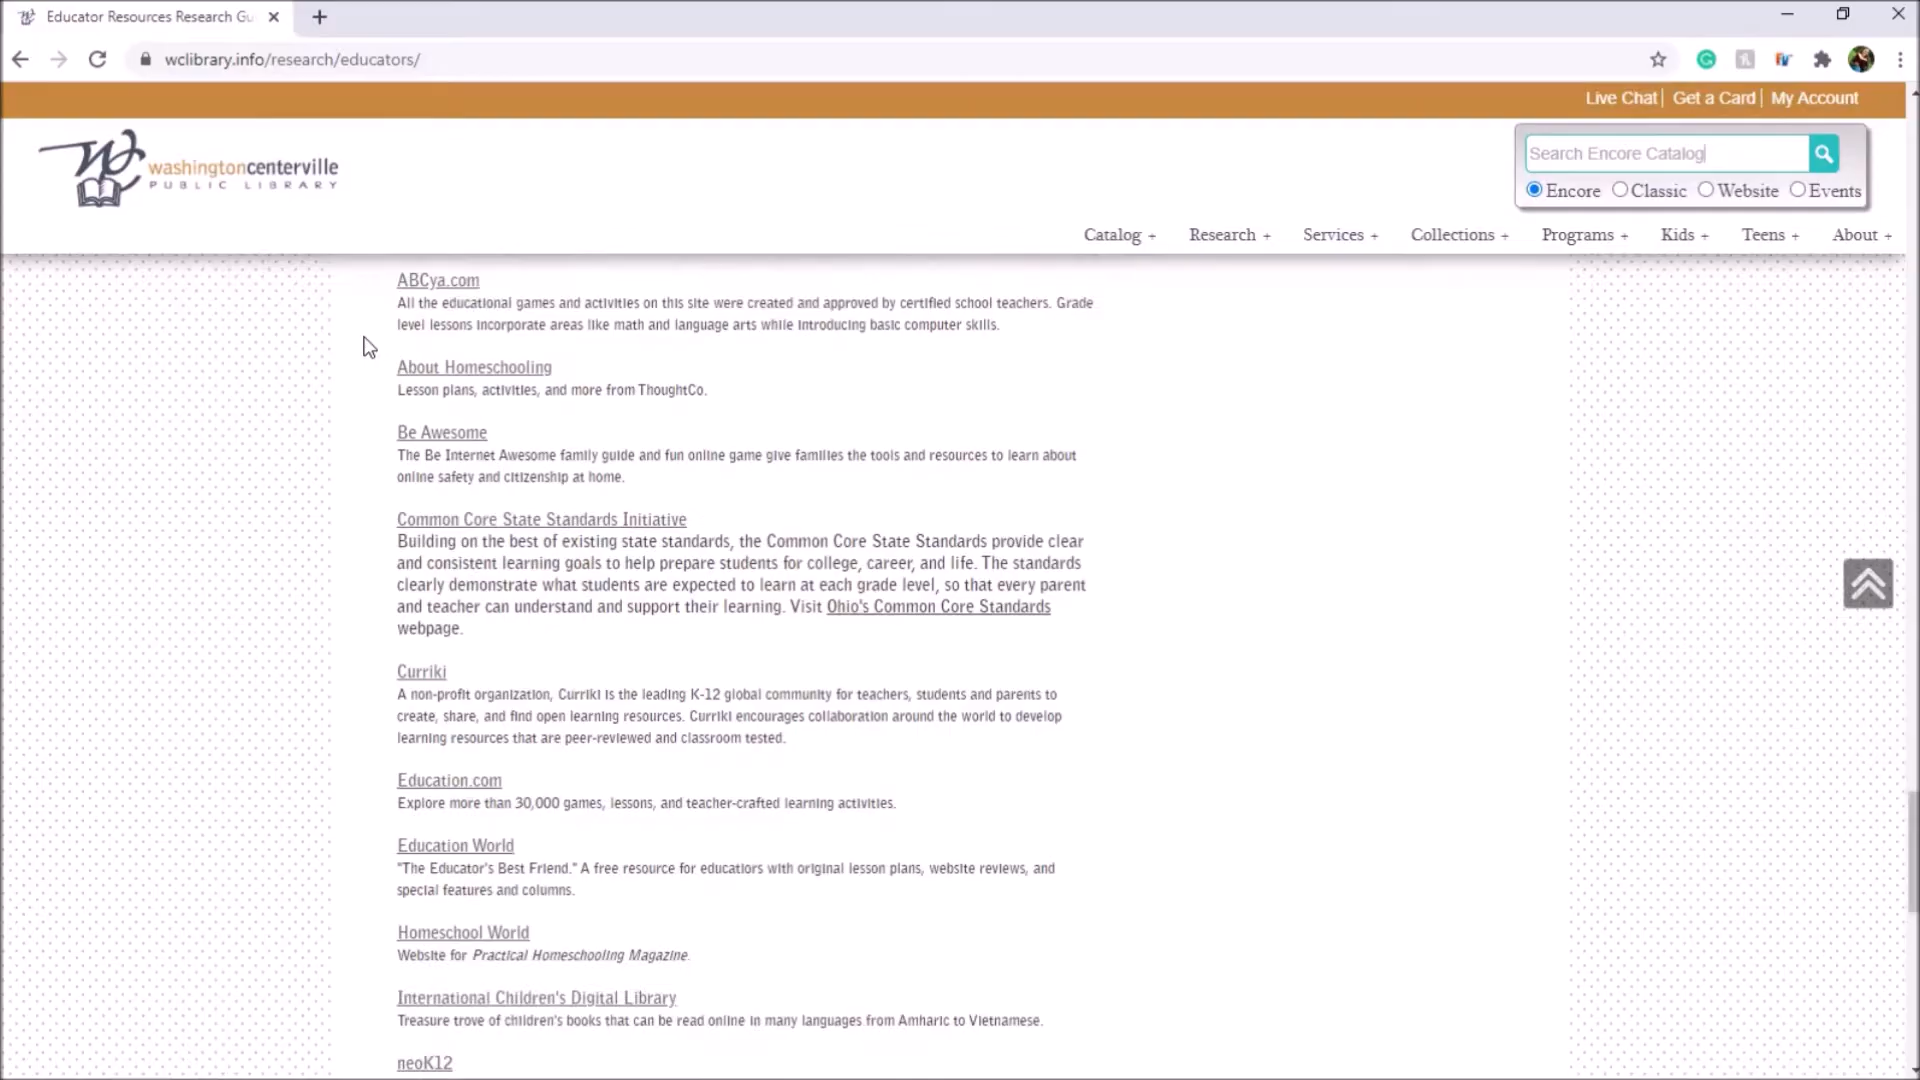 Educator Resources Research Gu
wclibrary.info/research/educators/
Live Chat | Get a Card | My Account
washingtoncenterville
PUBLIC LIBRARY
Search Encore Catalog
Encore Classic Website Events
Catalog + Research + Services + Collections + Programs + Kids + Teens + About +
ABCya.com
All the educational games and activities on this site were created and approved by certified school teachers. Grade
level lessons incorporate areas like math and language arts while introducing basic computer skills.
About Homeschooling
Lesson plans, activities, and more from ThoughtCo.
Be Awesome
The Be Internet Awesome family guide and fun online game give families the tools and resources to learn about
online safety and citizenship at home.
Common Core State Standards Initiative
Building on the best of existing state standards, the Common Core State Standards provide clear
and consistent learning goals to help prepare students for college, career, and life. The standards
clearly demonstrate what students are expected to learn at each grade level, so that every parent
and teacher can understand and support their learning. Visit Ohio's Common Core Standards
webpage.
Curriki
A non-profit organization, Curriki is the leading K-12 global community for teachers, students and parents to
create, share, and find open learning resources. Curriki encourages collaboration around the world to develop
learning resources that are peer-reviewed and classroom tested.
Education.com
Explore more than 30,000 games, lessons, and teacher-crafted learning activities.
Education World
"The Educator's Best Friend." A free resource for educatiors with original lesson plans, website reviews, and
special features and columns.
Homeschool World
Website for Practical Homeschooling Magazine.
International Children's Digital Library
Treasure trove of children's books that can be read online in many languages from Amharic to Vietnamese.
neoK12